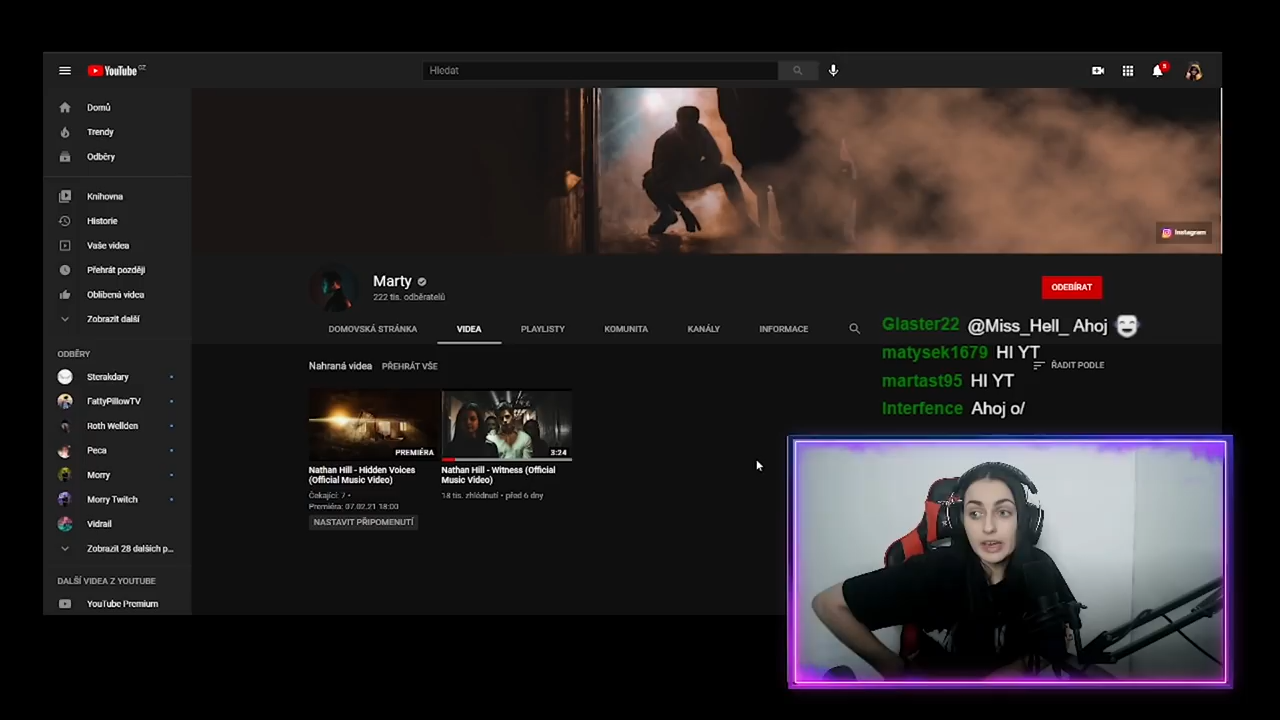 YouTube CZ
Hledat
5
Domů
Trendy
Odběry
Knihovna
Historie
Vaše videa
Přehrát později
Oblíbená videa
Zobrazit další
ODBĚRY
Sterakdary
FattyPillowTV
Roth Wellden
Peca
Morry
Morry Twitch
Vidrail
Zobrazit 28 dalších p...
DALŠÍ VIDEA Z YOUTUBE
YouTube Premium
Instagram
Marty
222 tis. odběratelů
ODEBÍRAT
DOMOVSKÁ STRÁNKA VIDEA PLAYLISTY KOMUNITA KANÁLY INFORMACE
Nahraná videa PŘEHRÁT VŠE
ŘADIT PODLE
PREMIÉRA
Nathan Hill - Hidden Voices
(Official Music Video)
Čekající: 7 •
Premiéra: 07.02.21 18:00
NASTAVIT PŘIPOMENUTÍ
3:24
Nathan Hill - Witness (Official
Music Video)
18 tis. zhlédnutí • před 6 dny
Glaster22 @Miss_Hell_ Ahoj
matysek1679 HI YT
martast95 HI YT
Interfence Ahoj o/